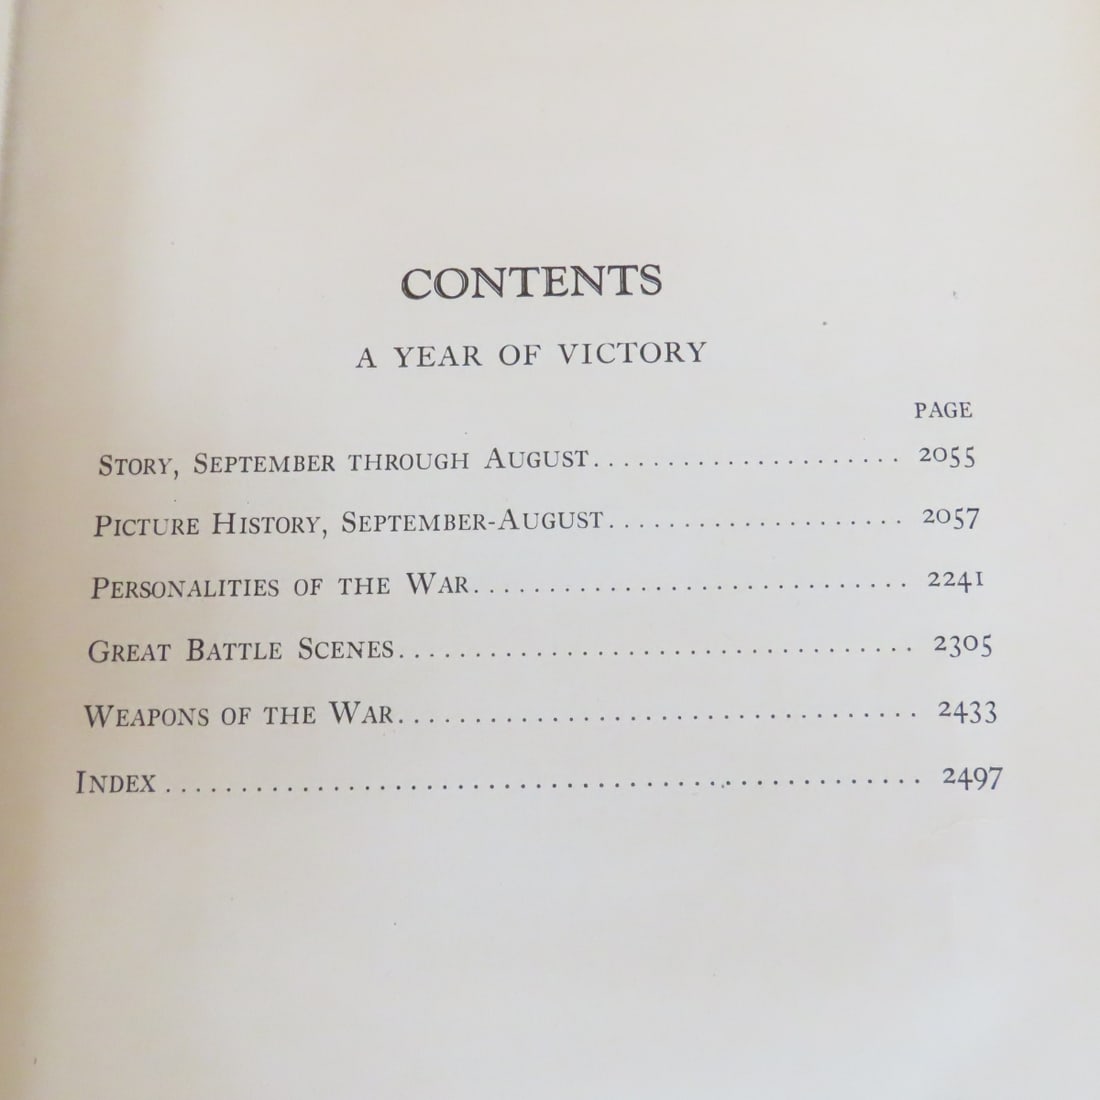 CONTENTS
A YEAR OF VICTORY
PAGE
STORY, SEPTEMBER THROUGH AUGUST..................... 2055
PICTURE HISTORY, SEPTEMBER-AUGUST.................... 2057
PERSONALITIES OF THE WAR.............................. 2241
GREAT BATTLE SCENES................................... 2305
WEAPONS OF THE WAR................................... 2433
INDEX .................................................. 2497